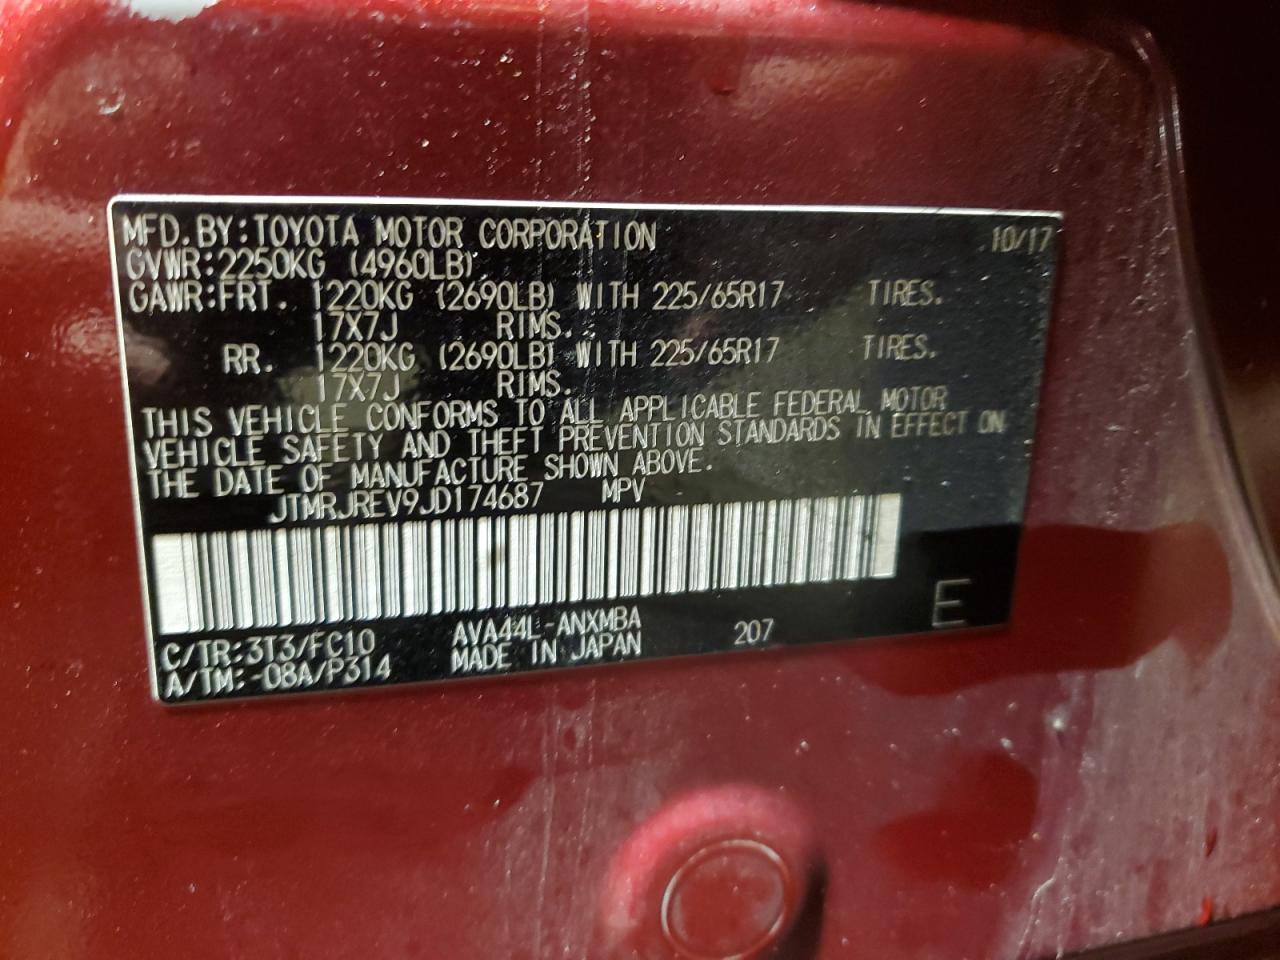 MFD. BY: TOYOTA MOTOR CORPORATION 10/17
GVWR: 2250KG (4960LB)
GAWR: FRT. 1220KG (2690LB) WITH 225/65R17 TIRES.
17X7J RIMS.
RR. 1220KG (2690LB) WITH 225/65R17 TIRES.
17X7J RIMS.
THIS VEHICLE CONFORMS TO ALL APPLICABLE FEDERAL MOTOR
VEHICLE SAFETY AND THEFT PREVENTION STANDARDS IN EFFECT ON
THE DATE OF MANUFACTURE SHOWN ABOVE.
JTMRJREV9JD174687 MPV
C/TR: 3T3/FC10 AVA44L-ANXMBA 207 E
A/TM: -08A/P314 MADE IN JAPAN